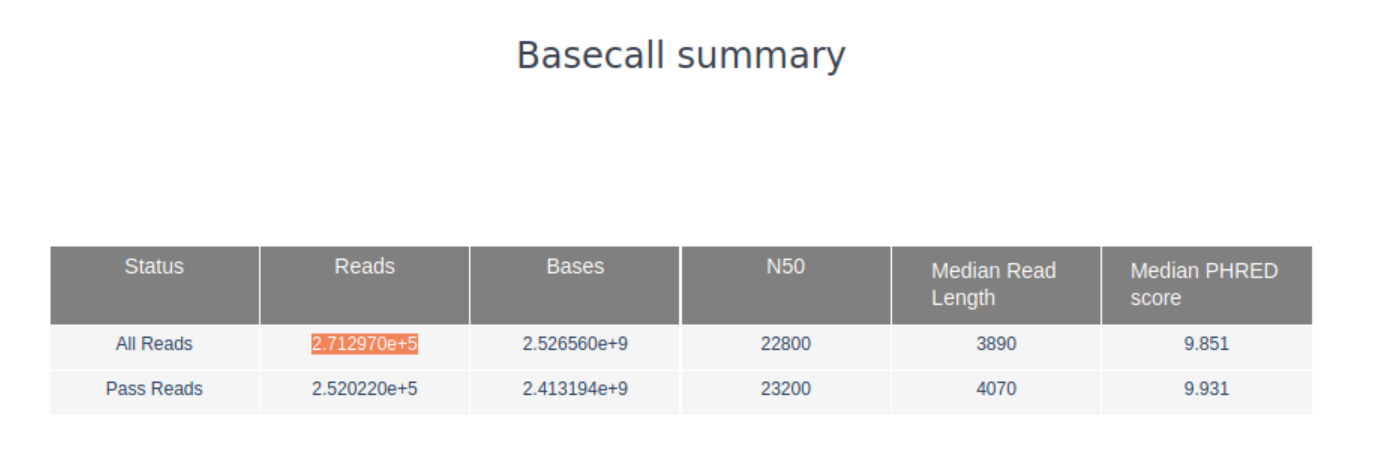 Basecall summary
Status Reads Bases N50 Median Read Length Median PHRED score
All Reads 2.712970e+5 2.526560e+9 22800 3890 9.851
Pass Reads 2.520220e+5 2.413194e+9 23200 4070 9.931